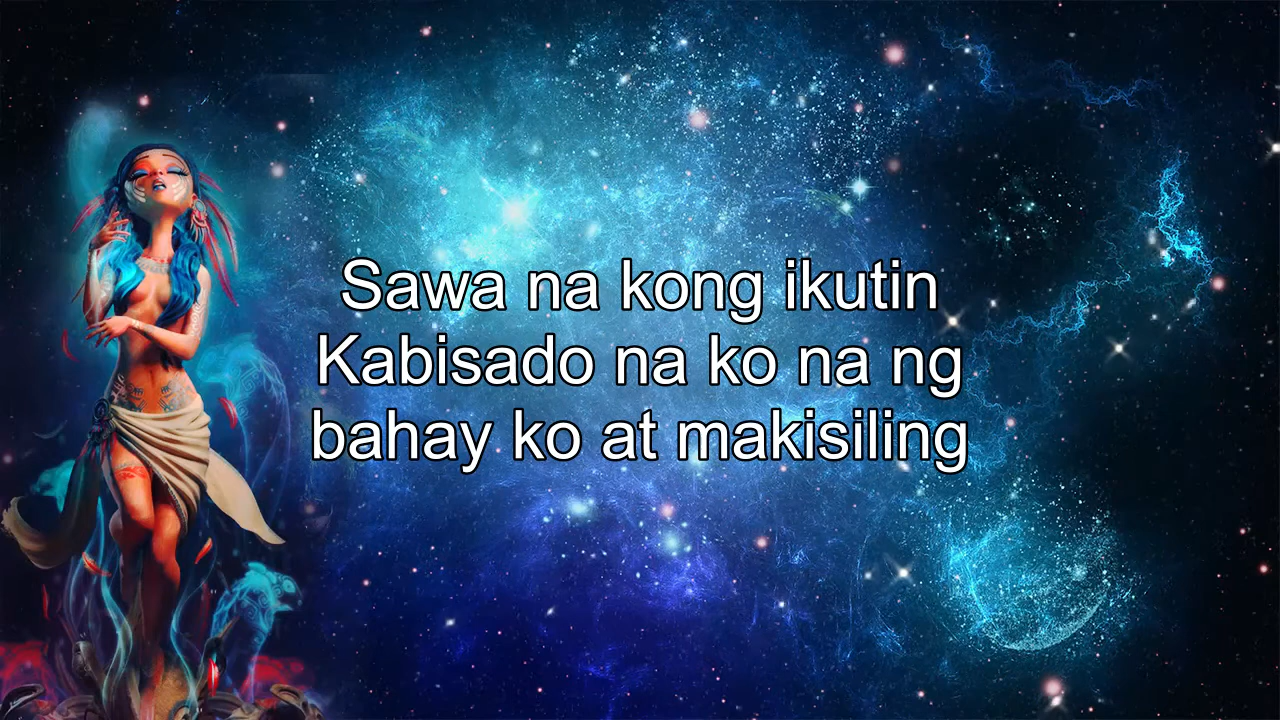 Sawa na kong ikutin
Kabisado na ko na ng
bahay ko at makisiling